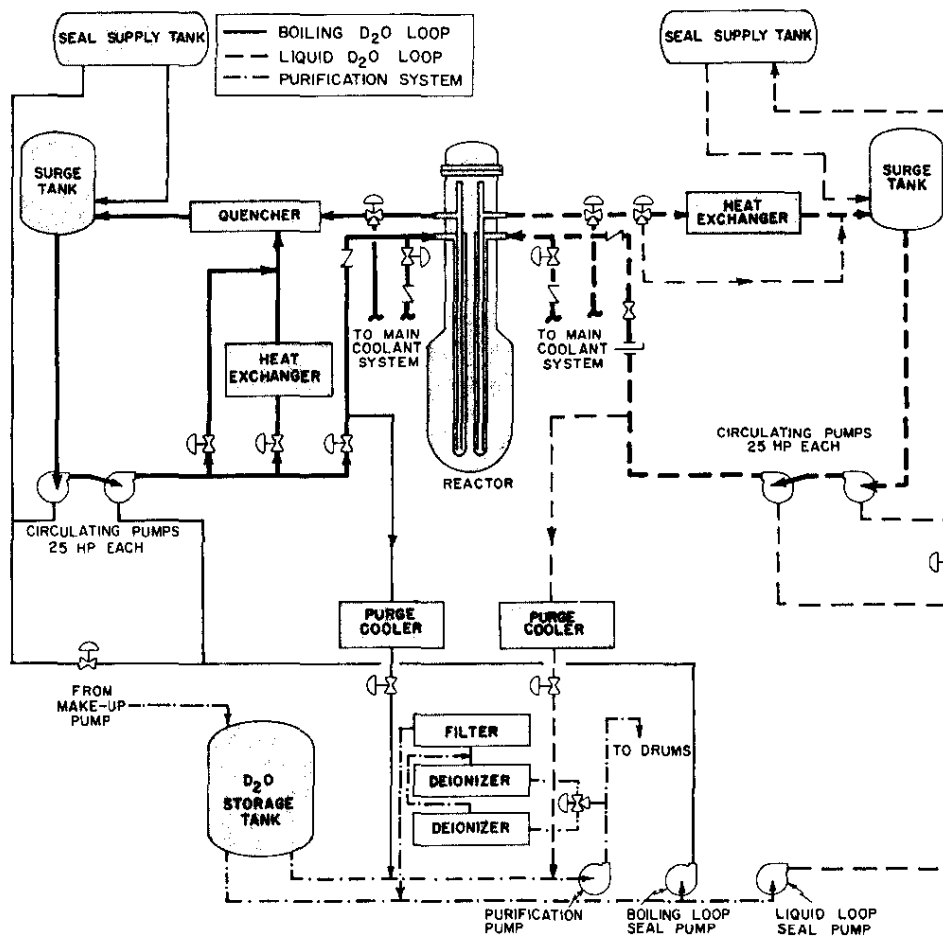 SEAL SUPPLY TANK
BOILING D₂O LOOP
LIQUID D₂O LOOP
PURIFICATION SYSTEM
SEAL SUPPLY TANK
SURGE
TANK
QUENCHER
HEAT
EXCHANGER
SURGE
TANK
TO MAIN
COOLANT
SYSTEM
TO MAIN
COOLANT
SYSTEM
HEAT
EXCHANGER
REACTOR
CIRCULATING PUMPS
25 HP EACH
CIRCULATING PUMPS
25 HP EACH
PURGE
COOLER
PURGE
COOLER
FROM
MAKE-UP
PUMP
FILTER
TO DRUMS
D₂O
STORAGE
TANK
DEIONIZER
DEIONIZER
PURIFICATION
PUMP
BOILING LOOP
SEAL PUMP
LIQUID LOOP
SEAL PUMP